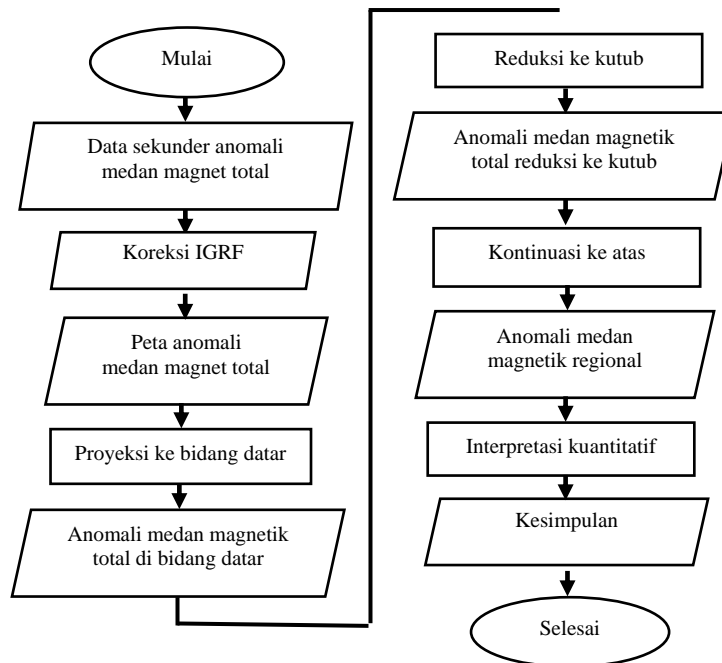 Mulai
Data sekunder anomali
medan magnet total
Koreksi IGRF
Peta anomali
medan magnet total
Proyeksi ke bidang datar
Anomali medan magnetik
total di bidang datar
Reduksi ke kutub
Anomali medan magnetik
total reduksi ke kutub
Kontinuasi ke atas
Anomali medan
magnetik regional
Interpretasi kuantitatif
Kesimpulan
Selesai